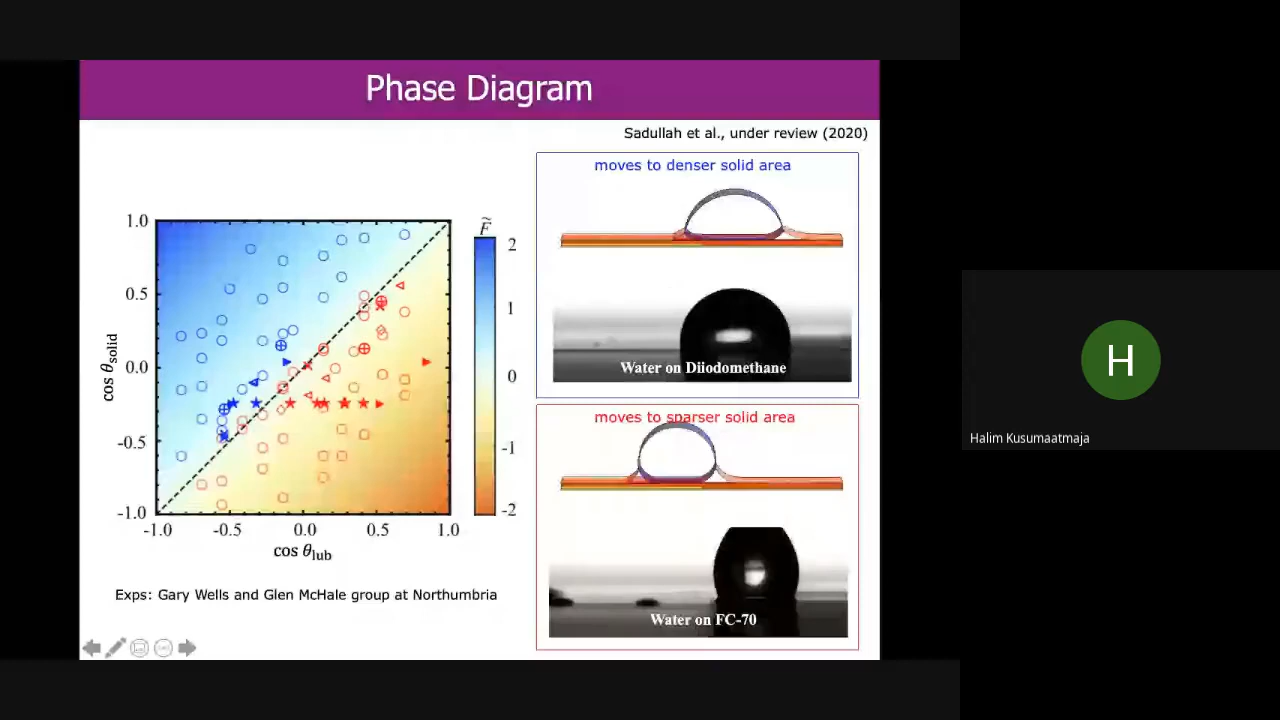 Phase Diagram
Sadullah et al., under review (2020)
moves to denser solid area
Water on Diiodomethane
moves to sparser solid area
Water on FC-70
1.0
0.5
0.0
-0.5
-1.0
cos θsolid
-1.0 -0.5 0.0 0.5 1.0
cos θlub
F̃
2
1
0
-1
-2
Exps: Gary Wells and Glen McHale group at Northumbria
H
Halim Kusumaatmaja